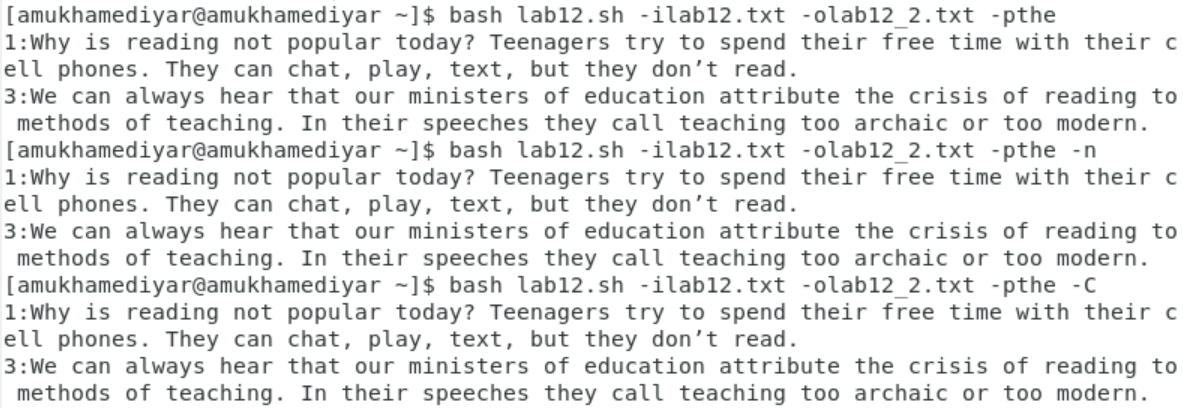 [amukhamediyar@amukhamediyar ~]$ bash lab12.sh -ilab12.txt -olab12_2.txt -pthe
1:Why is reading not popular today? Teenagers try to spend their free time with their c
ell phones. They can chat, play, text, but they don’t read.
3:We can always hear that our ministers of education attribute the crisis of reading to
 methods of teaching. In their speeches they call teaching too archaic or too modern.
[amukhamediyar@amukhamediyar ~]$ bash lab12.sh -ilab12.txt -olab12_2.txt -pthe -n
1:Why is reading not popular today? Teenagers try to spend their free time with their c
ell phones. They can chat, play, text, but they don’t read.
3:We can always hear that our ministers of education attribute the crisis of reading to
 methods of teaching. In their speeches they call teaching too archaic or too modern.
[amukhamediyar@amukhamediyar ~]$ bash lab12.sh -ilab12.txt -olab12_2.txt -pthe -C
1:Why is reading not popular today? Teenagers try to spend their free time with their c
ell phones. They can chat, play, text, but they don’t read.
3:We can always hear that our ministers of education attribute the crisis of reading to
 methods of teaching. In their speeches they call teaching too archaic or too modern.